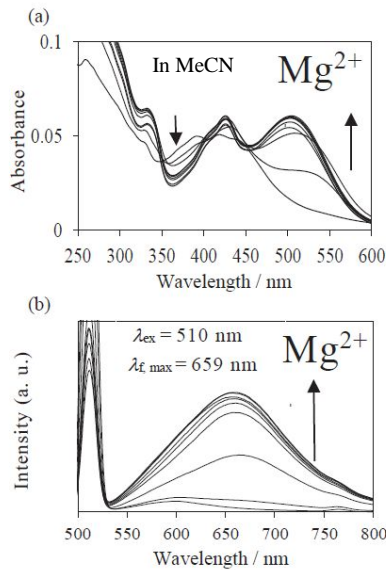 (a)
0.1
In MeCN
Mg²⁺
0.05
Absorbance
0
250 300 350 400 450 500 550 600
Wavelength / nm
(b)
λex = 510 nm
λf, max = 659 nm
Mg²⁺
Intensity (a. u.)
500 550 600 650 700 750 800
Wavelength / nm